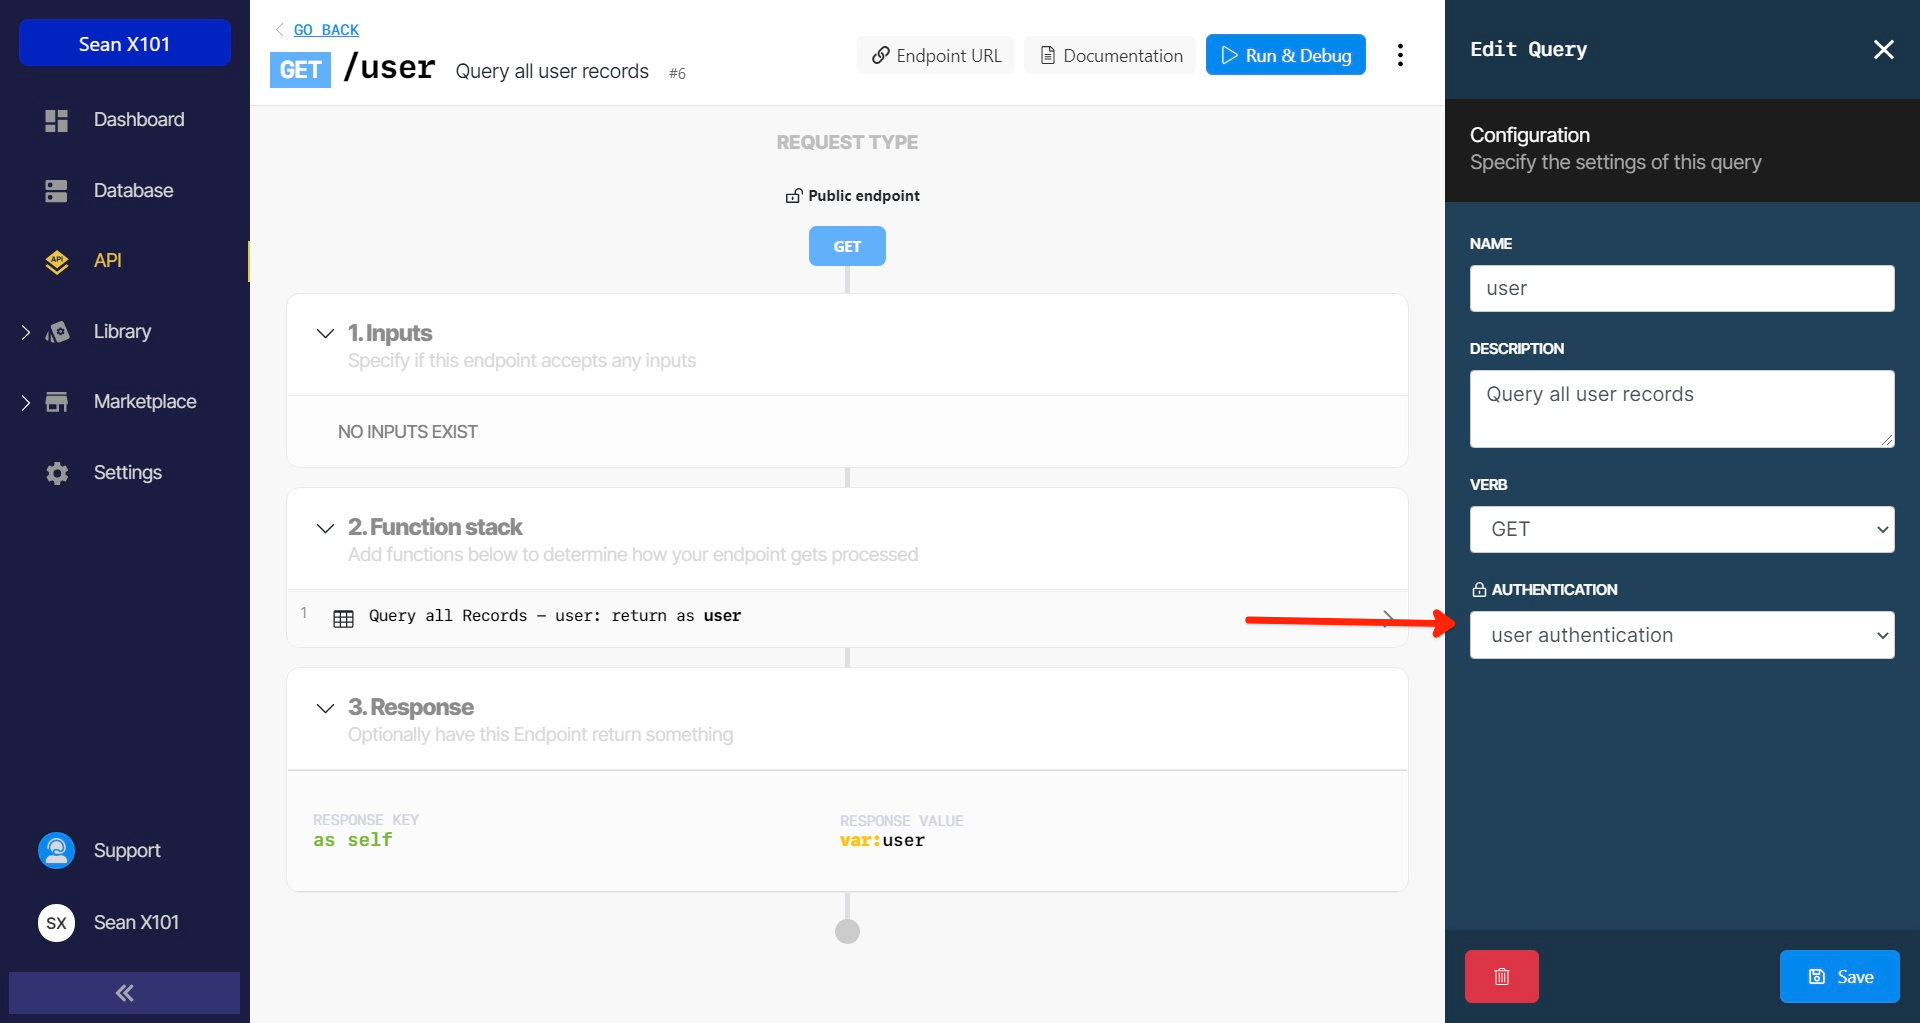 Sean X101
Dashboard
Database
API
API
Library
Marketplace
Settings
Support
SX
Sean X101
GO BACK
GET /user Query all user records #6
Endpoint URL
Documentation
Run & Debug
REQUEST TYPE
Public endpoint
GET
1. Inputs
Specify if this endpoint accepts any inputs
NO INPUTS EXIST
2. Function stack
Add functions below to determine how your endpoint gets processed
1 Query all Records – user: return as user
3. Response
Optionally have this Endpoint return something
RESPONSE KEY
as self
RESPONSE VALUE
var:user
Edit Query
Configuration
Specify the settings of this query
NAME
user
DESCRIPTION
Query all user records
VERB
GET
AUTHENTICATION
user authentication
Save